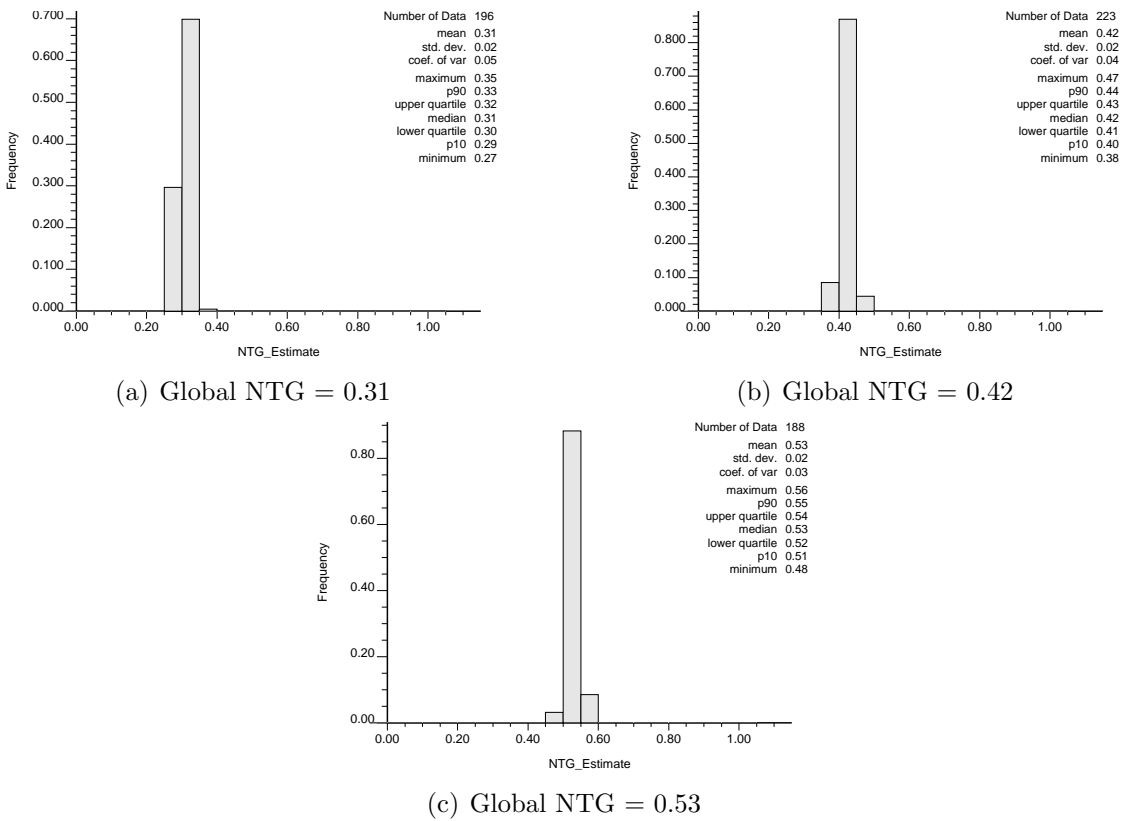 0.700
0.600
0.500
0.400
0.300
0.200
0.100
0.000
Frequency
0.00 0.20 0.40 0.60 0.80 1.00
NTG_Estimate
Number of Data 196
mean 0.31
std. dev. 0.02
coef. of var 0.05
maximum 0.35
p90 0.33
upper quartile 0.32
median 0.31
lower quartile 0.30
p10 0.29
minimum 0.27
(a) Global NTG = 0.31
0.800
0.700
0.600
0.500
0.400
0.300
0.200
0.100
0.000
Frequency
0.00 0.20 0.40 0.60 0.80 1.00
NTG_Estimate
Number of Data 223
mean 0.42
std. dev. 0.02
coef. of var 0.04
maximum 0.47
p90 0.44
upper quartile 0.43
median 0.42
lower quartile 0.41
p10 0.40
minimum 0.38
(b) Global NTG = 0.42
0.80
0.60
0.40
0.20
0.00
Frequency
0.00 0.20 0.40 0.60 0.80 1.00
NTG_Estimate
Number of Data 188
mean 0.53
std. dev. 0.02
coef. of var 0.03
maximum 0.56
p90 0.55
upper quartile 0.54
median 0.53
lower quartile 0.52
p10 0.51
minimum 0.48
(c) Global NTG = 0.53